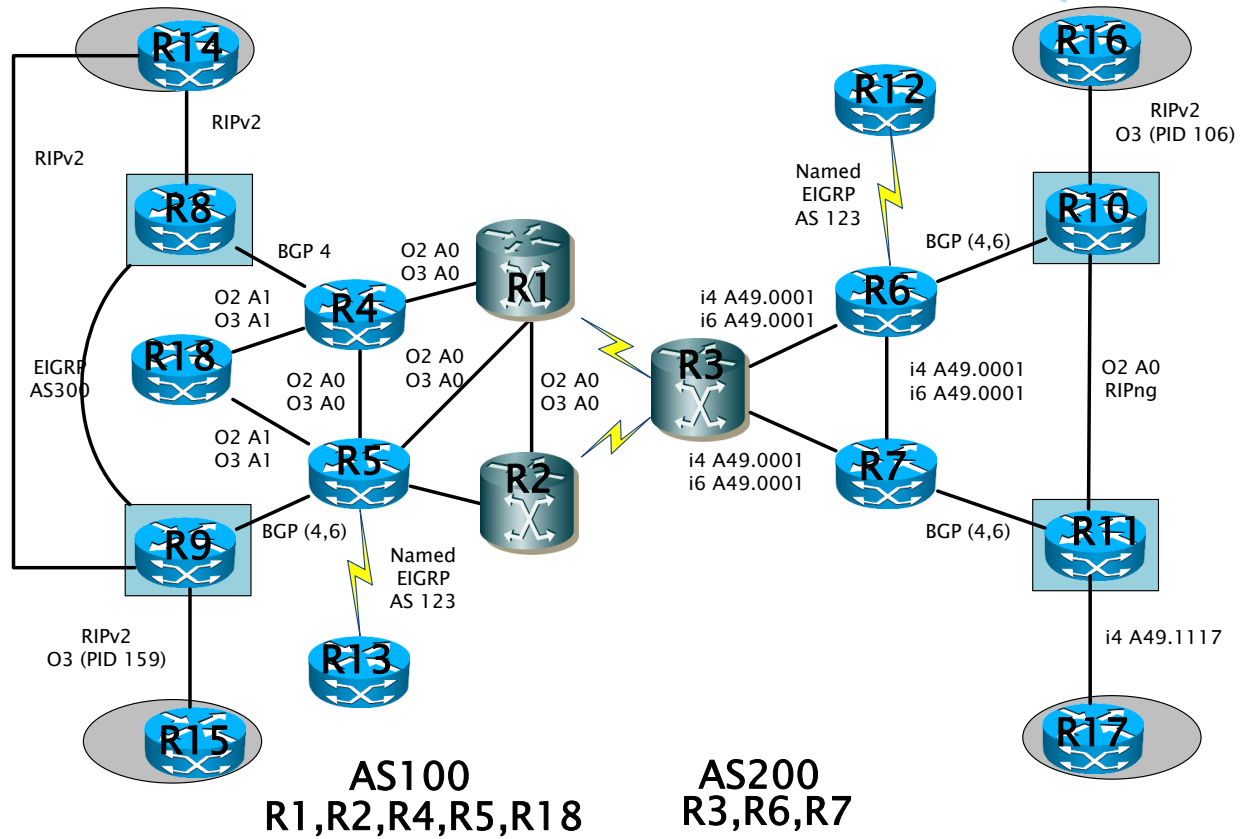 R14
R16
R12
RIPv2
RIPv2
O3 (PID 106)
RIPv2
Named
EIGRP
AS 123
R8
R10
BGP 4
O2 A0
O3 A0
R1
BGP (4,6)
R4
R6
O2 A1
O3 A1
i4 A49.0001
i6 A49.0001
R18
O2 A0
O3 A0
R3
EIGRP
AS300
O2 A0
O3 A0
O2 A0
O3 A0
i4 A49.0001
i6 A49.0001
O2 A0
RIPng
O2 A1
O3 A1
R5
R2
i4 A49.0001
i6 A49.0001
R7
BGP (4,6)
BGP (4,6)
R9
R11
Named
EIGRP
AS 123
RIPv2
O3 (PID 159)
R13
i4 A49.1117
R15
R17
AS100
R1,R2,R4,R5,R18
AS200
R3,R6,R7